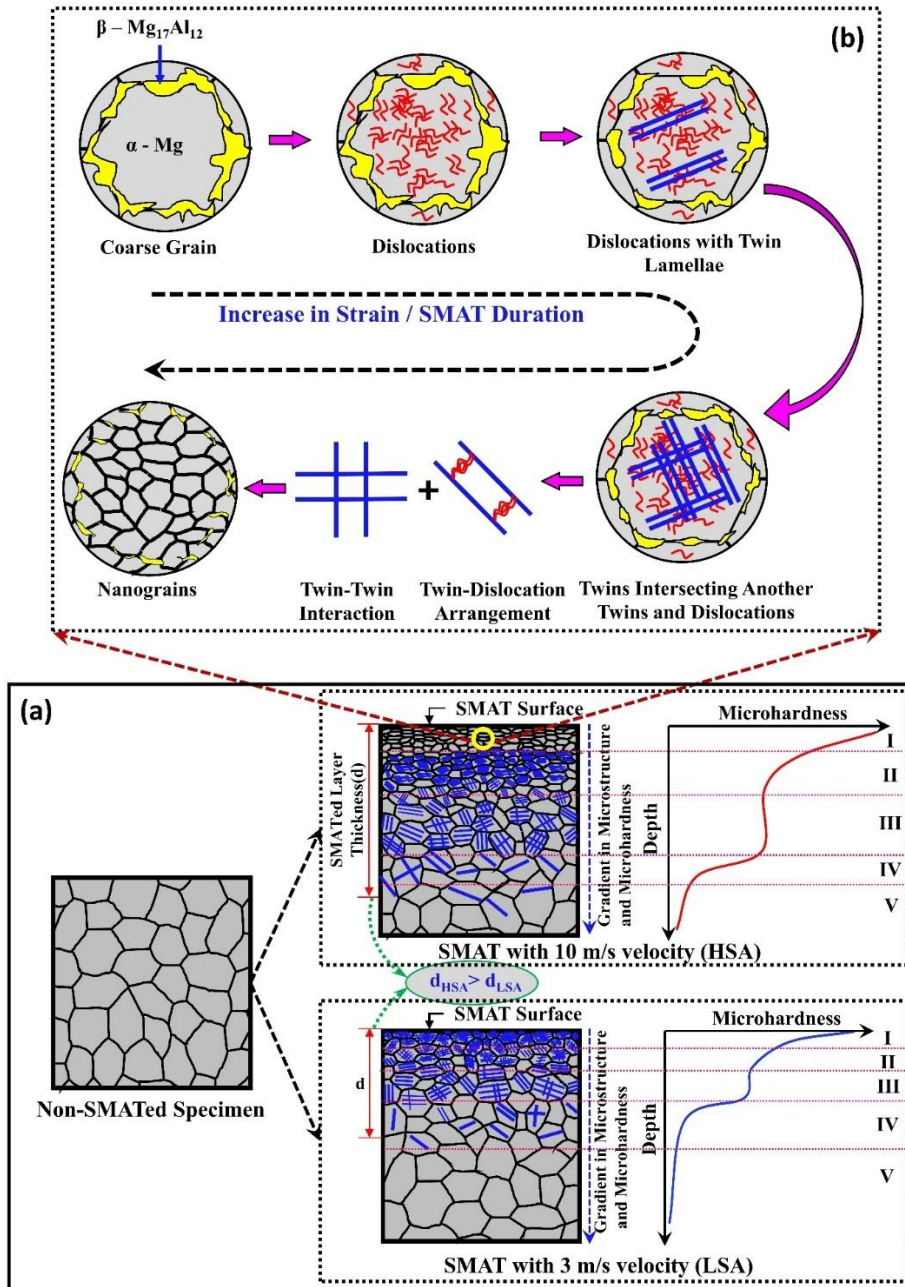 β – Mg₁₇Al₁₂
(b)
α - Mg
Coarse Grain
Dislocations
Dislocations with Twin
Lamellae
Increase in Strain / SMAT Duration
+
Nanograins
Twin-Twin
Interaction
Twin-Dislocation
Arrangement
Twins Intersecting Another
Twins and Dislocations
(a)
Non-SMATed Specimen
SMAT Surface
SMATed Layer
Thickness(d)
Gradient in Microstructure
and Microhardness
Microhardness
Depth
I
II
III
IV
V
SMAT with 10 m/s velocity (HSA)
d_HSA> d_LSA
SMAT Surface
d
Gradient in Microstructure
and Microhardness
Microhardness
Depth
I
II
III
IV
V
SMAT with 3 m/s velocity (LSA)